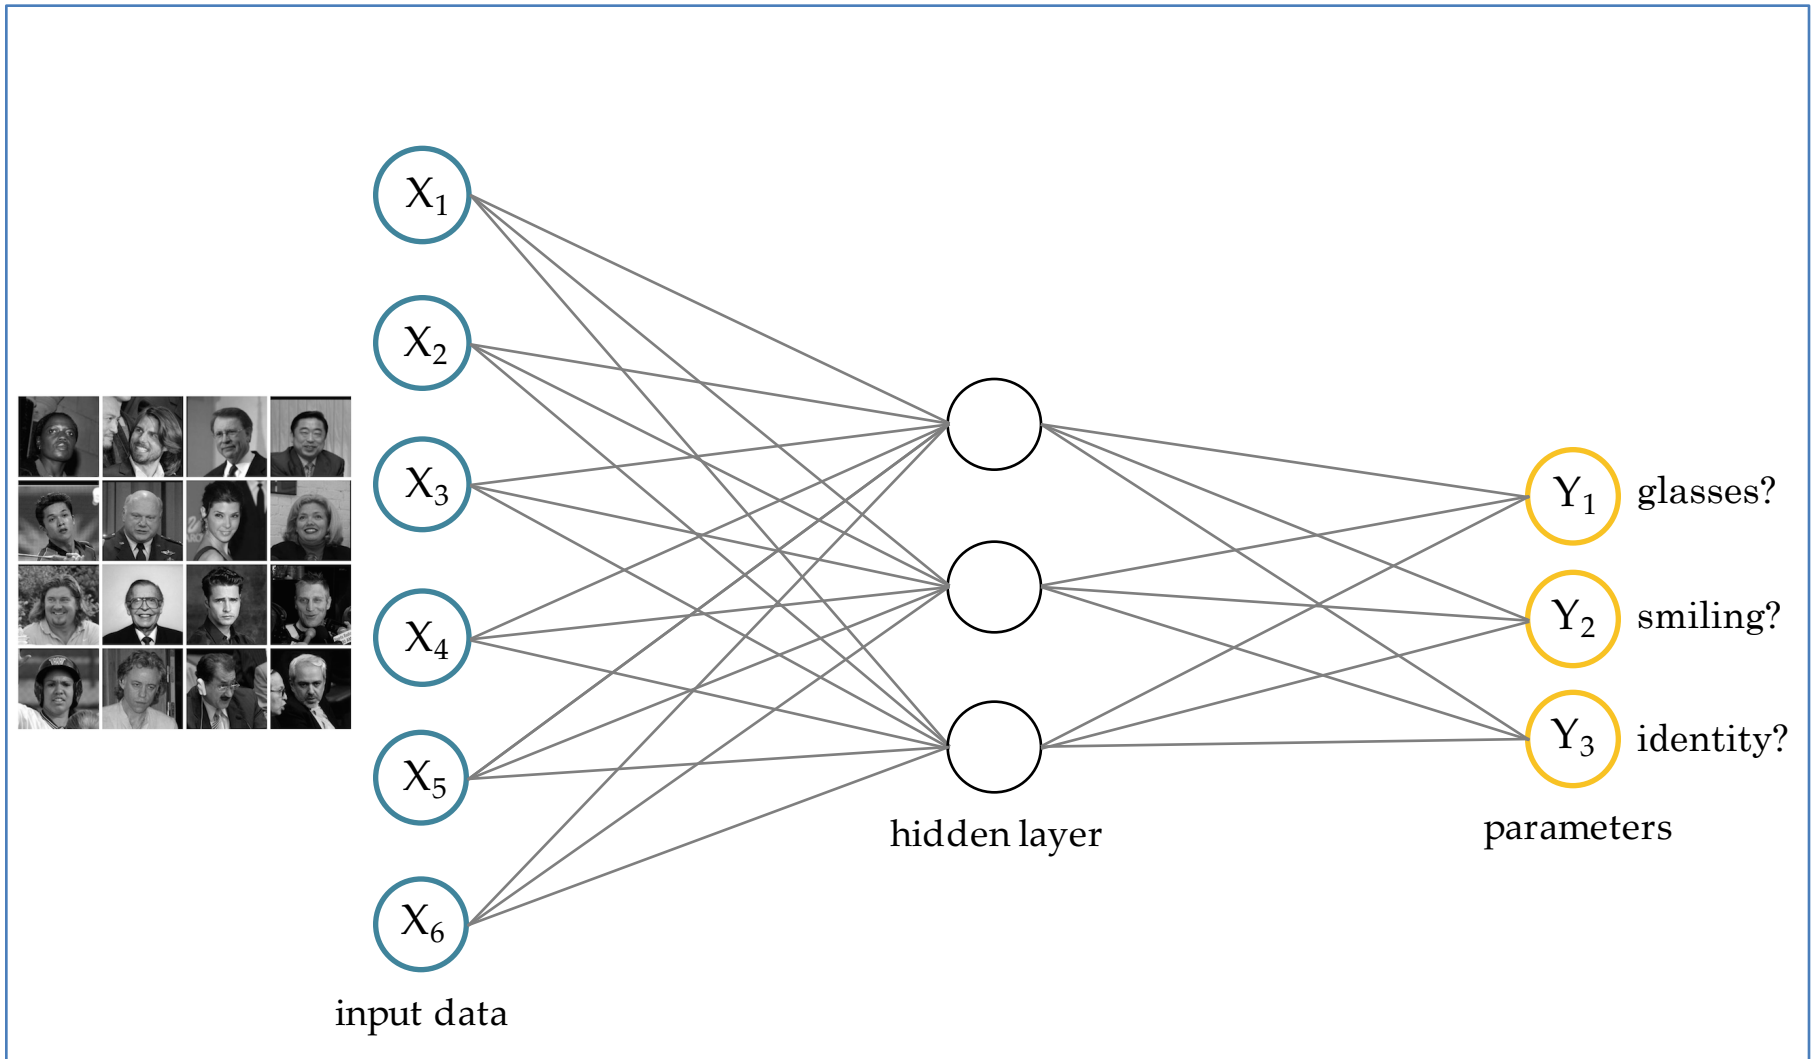 X₁
X₂
X₃
X₄
X₅
X₆
input data
hidden layer
Y₁ glasses?
Y₂ smiling?
Y₃ identity?
parameters